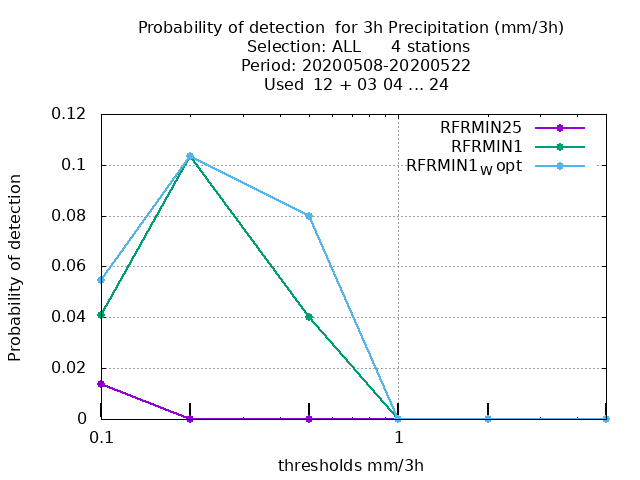 Probability of detection  for 3h Precipitation (mm/3h)
Selection: ALL      4 stations
Period: 20200508-20200522
Used  12 + 03 04 ... 24
RFRMIN25
RFRMIN1
RFRMIN1W opt
0.12
0.1
0.08
0.06
0.04
0.02
0
Probability of detection
0.1 1
thresholds mm/3h